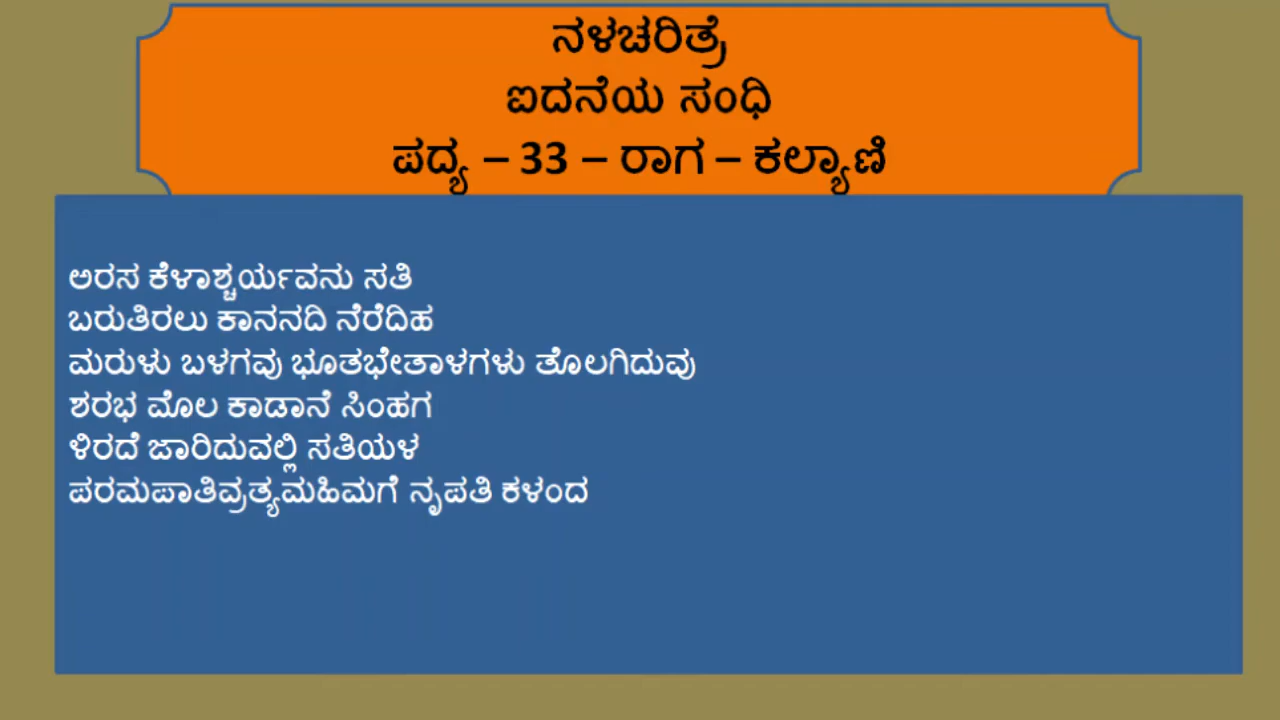 ನಳಚರಿತ್ರೆ
ಐದನೆಯ ಸಂಧಿ
ಪದ್ಯ – 33 – ರಾಗ – ಕಲ್ಯಾಣಿ
ಅರಸ ಕೆಳಾಶ್ಚರ್ಯವನು ಸತಿ
ಬರುತಿರಲು ಕಾನನದಿ ನೆರೆದಿಹ
ಮರುಳು ಬಳಗವು ಭೂತಭೇತಾಳಗಳು ತೊಲಗಿದುವು
ಶರಭ ಮೊಲ ಕಾಡಾನೆ ಸಿಂಹಗ
ಳಿರದೆ ಜಾರಿದುವಲ್ಲಿ ಸತಿಯಳ
ಪರಮಪಾತಿವ್ರತ್ಯಮಹಿಮಗೆ ನೃಪತಿ ಕಳಂದ